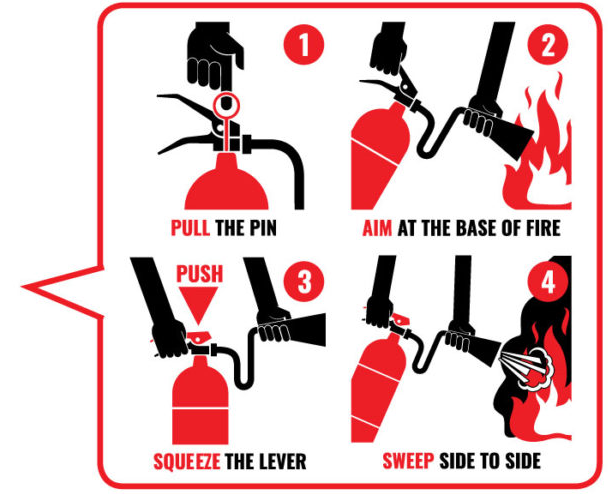 1
PULL THE PIN
2
AIM AT THE BASE OF FIRE
PUSH
3
SQUEEZE THE LEVER
4
SWEEP SIDE TO SIDE